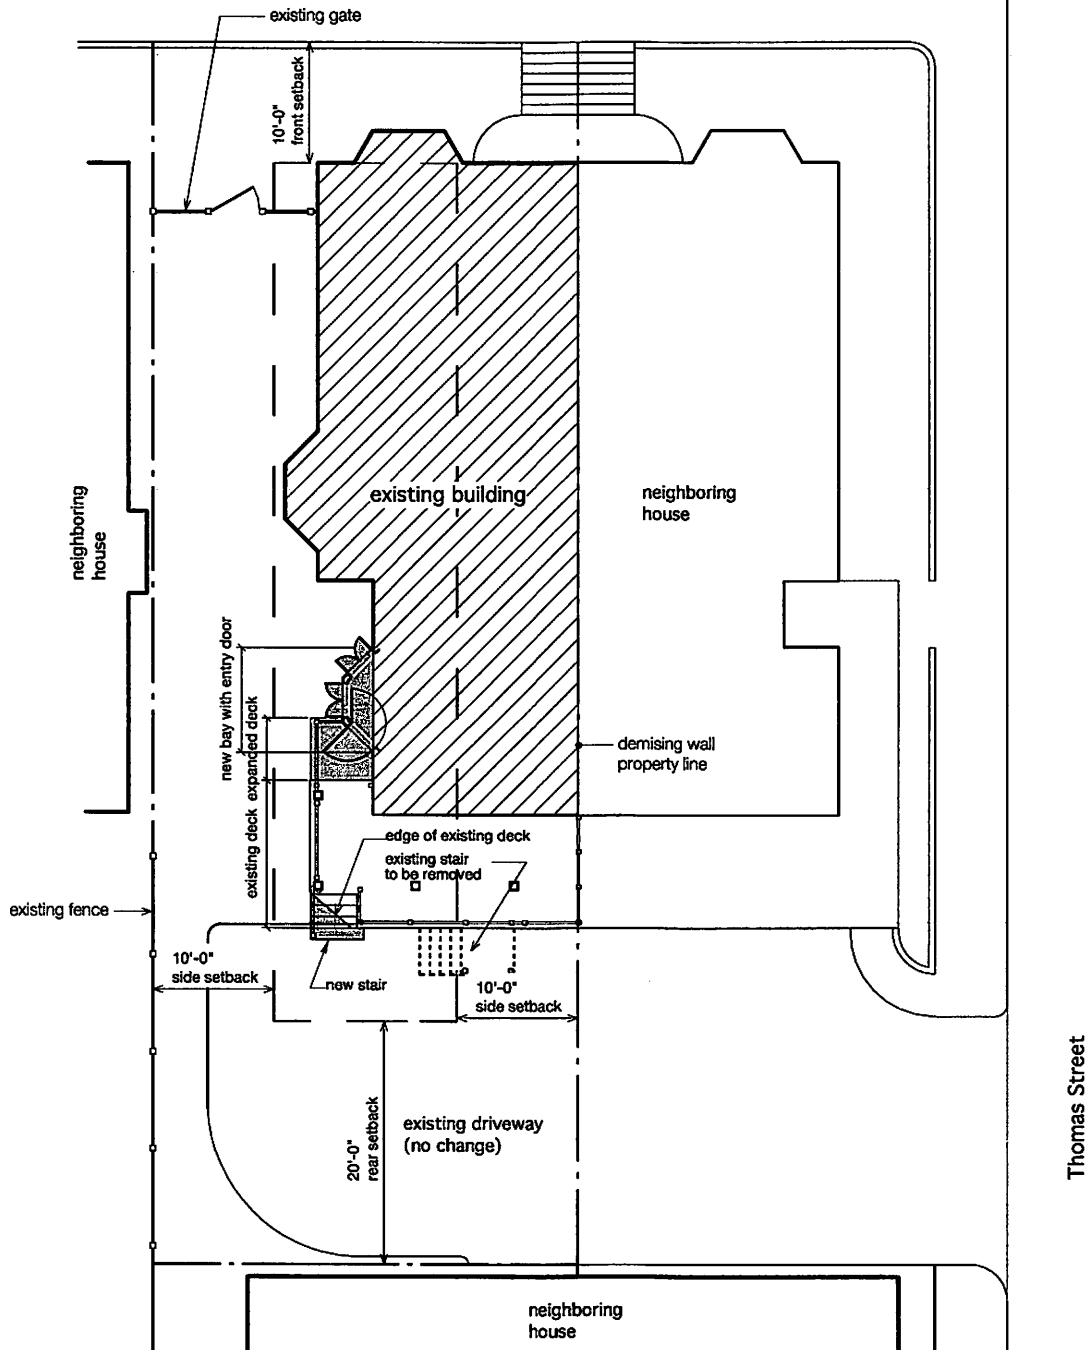 existing gate
10'-0"
front setback
existing building
neighboring
house
neighboring
house
new bay with entry door
expanded deck
existing deck
demising wall
property line
edge of existing deck
existing stair
to be removed
existing fence
10'-0"
side setback
new stair
10'-0"
side setback
20'-0"
rear setback
existing driveway
(no change)
Thomas Street
neighboring
house